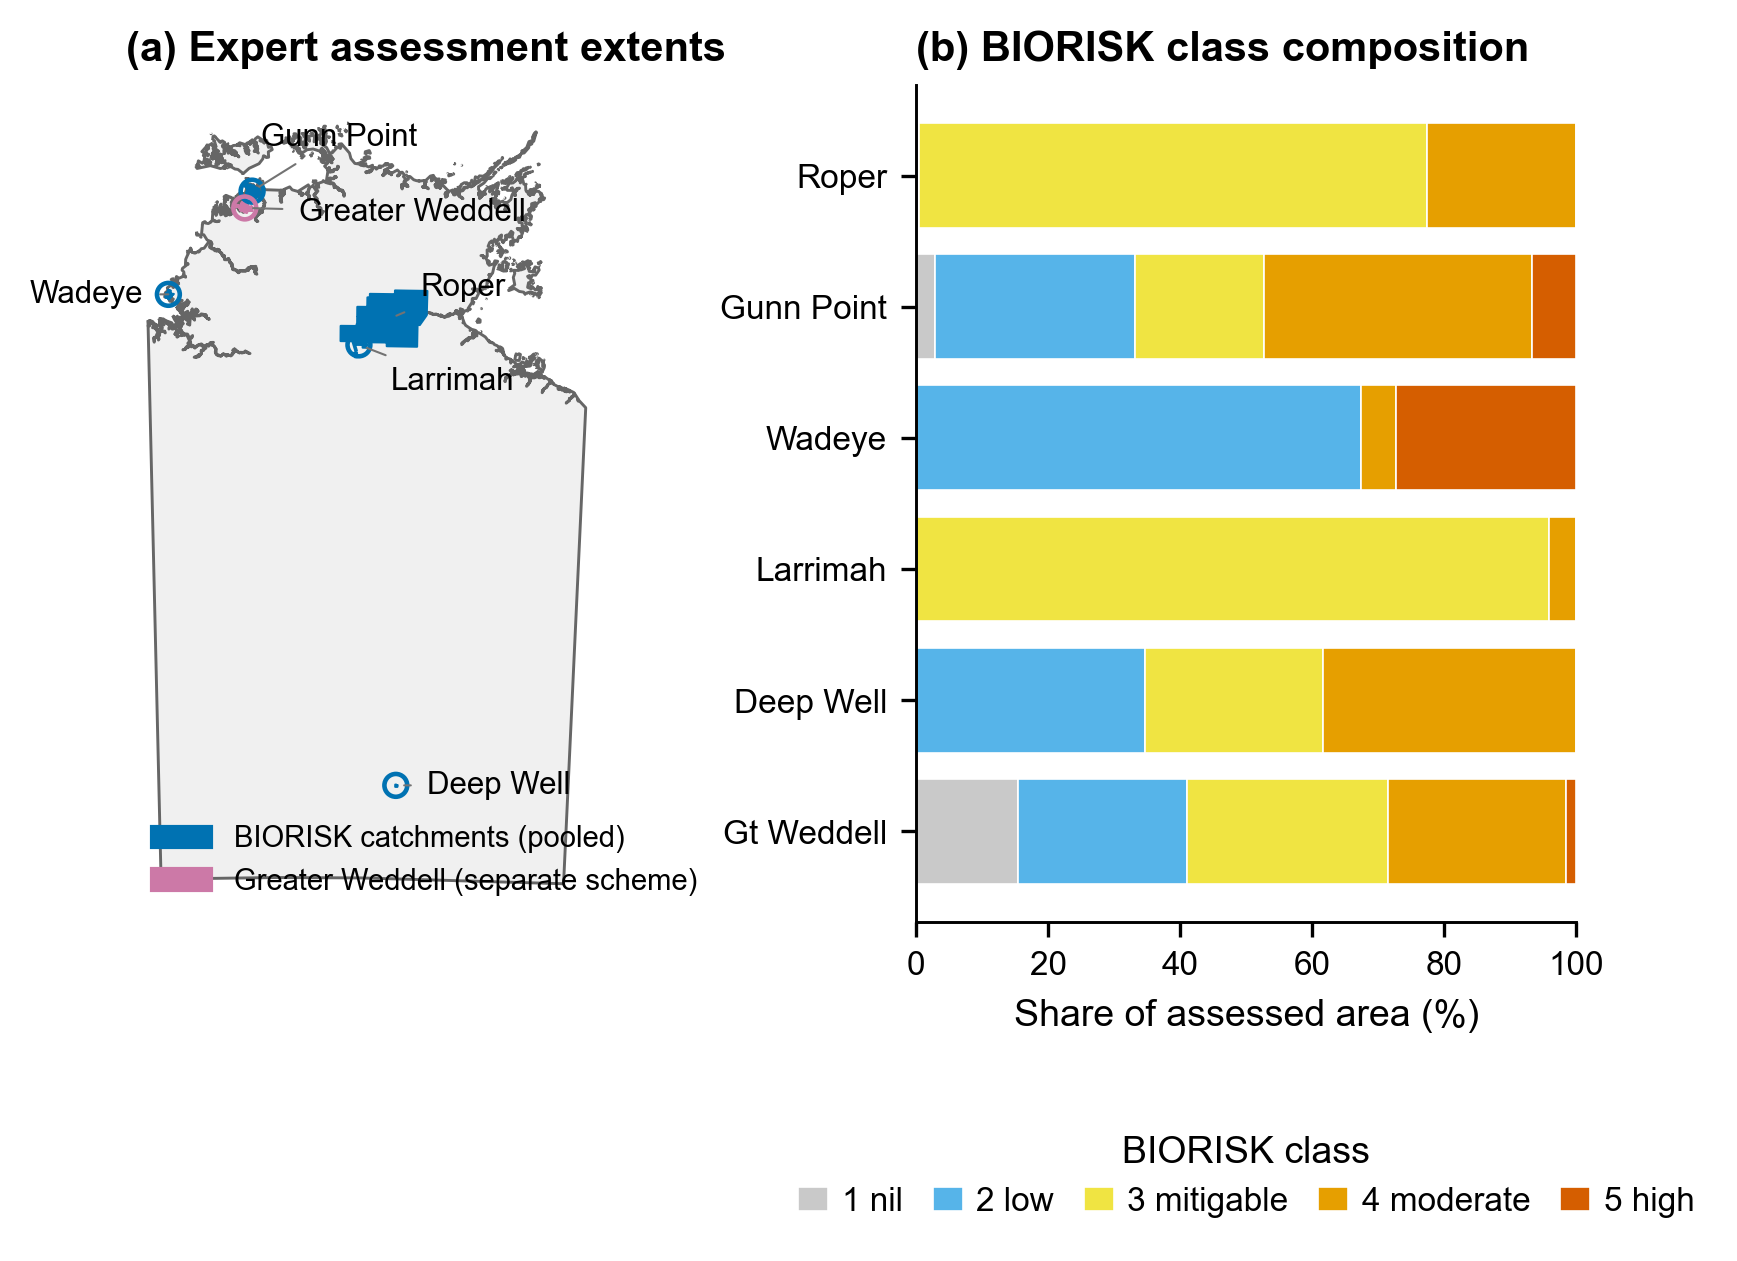 (a) Expert assessment extents
Gunn Point
Greater Weddell
Wadeye
Roper
Larrimah
Deep Well
BIORISK catchments (pooled)
Greater Weddell (separate scheme)
(b) BIORISK class composition
Roper
Gunn Point
Wadeye
Larrimah
Deep Well
Gt Weddell
0 20 40 60 80 100
Share of assessed area (%)
BIORISK class
1 nil 2 low 3 mitigable 4 moderate 5 high